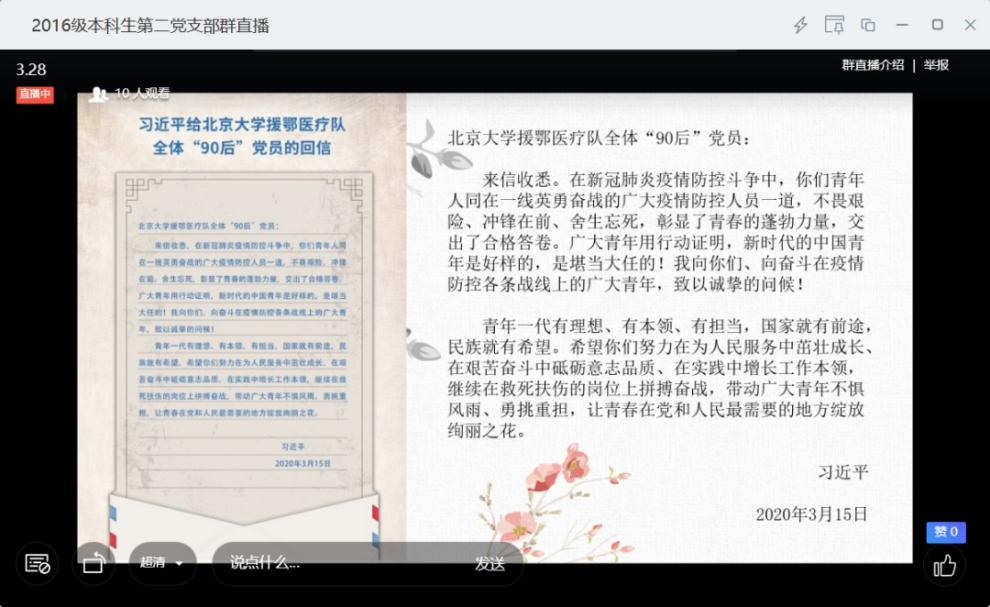 2016级本科生第二党支部群直播
3.28
群直播介绍 | 举报
直播中
10人观看
习近平给北京大学援鄂医疗队
全体“90后”党员的回信
北京大学援鄂医疗队全体“90后”党员：
来信收悉。在新冠肺炎疫情防控斗争中，你们青年人同
在一线英勇奋战的广大疫情防控人员一道，不畏艰险、冲锋
在前、舍生忘死，彰显了青春的蓬勃力量，交出了合格答卷。
广大青年用行动证明，新时代的中国青年是好样的，是堪当
大任的！我向你们、向奋斗在疫情防控各条战线上的广大青
年，致以诚挚的问候！
青年一代有理想、有本领、有担当，国家就有前途，民
族就有希望。希望你们努力在为人民服务中茁壮成长、在艰
苦奋斗中砥砺意志品质、在实践中增长工作本领，继续在救
死扶伤的岗位上拼搏奋战，带动广大青年不惧风雨、勇挑重
担，让青春在党和人民最需要的地方绽放绚丽之花。
习近平
2020年3月15日
北京大学援鄂医疗队全体“90后”党员：
来信收悉。在新冠肺炎疫情防控斗争中，你们青年
人同在一线英勇奋战的广大疫情防控人员一道，不畏艰
险、冲锋在前、舍生忘死，彰显了青春的蓬勃力量，交
出了合格答卷。广大青年用行动证明，新时代的中国青
年是好样的，是堪当大任的！我向你们、向奋斗在疫情
防控各条战线上的广大青年，致以诚挚的问候！
青年一代有理想、有本领、有担当，国家就有前途，
民族就有希望。希望你们努力在为人民服务中茁壮成长、
在艰苦奋斗中砥砺意志品质、在实践中增长工作本领，
继续在救死扶伤的岗位上拼搏奋战，带动广大青年不惧
风雨、勇挑重担，让青春在党和人民最需要的地方绽放
绚丽之花。
习近平
2020年3月15日
赞 0
超清
说点什么...
发送